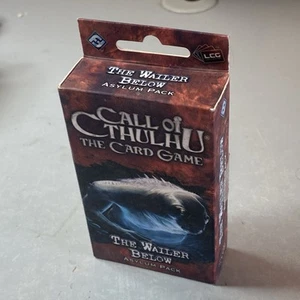 LCG
The Wailer
Below
Asylum Pack
Call of
Cthulhu
The Card Game
The Wailer
Below
Asylum Pack